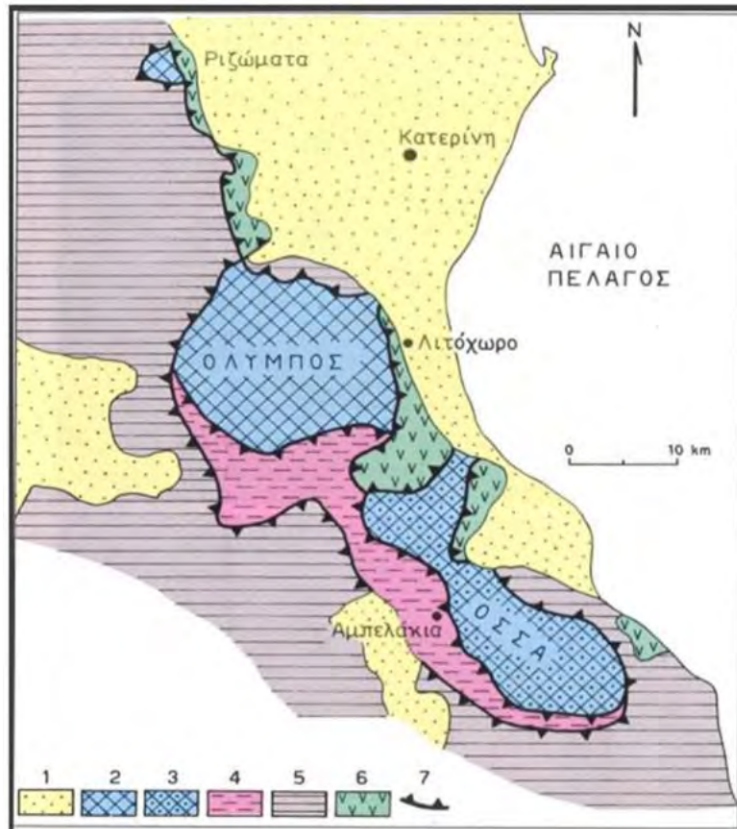 Ριζώματα
N
Κατερίνη
ΑΙΓΑΙΟ
ΠΕΛΑΓΟΣ
Λιτόχωρο
ΟΛΥΜΠΟΣ
0 10 km
ΟΣΣΑ
Αμπελάκια
1 2 3 4 5 6 7